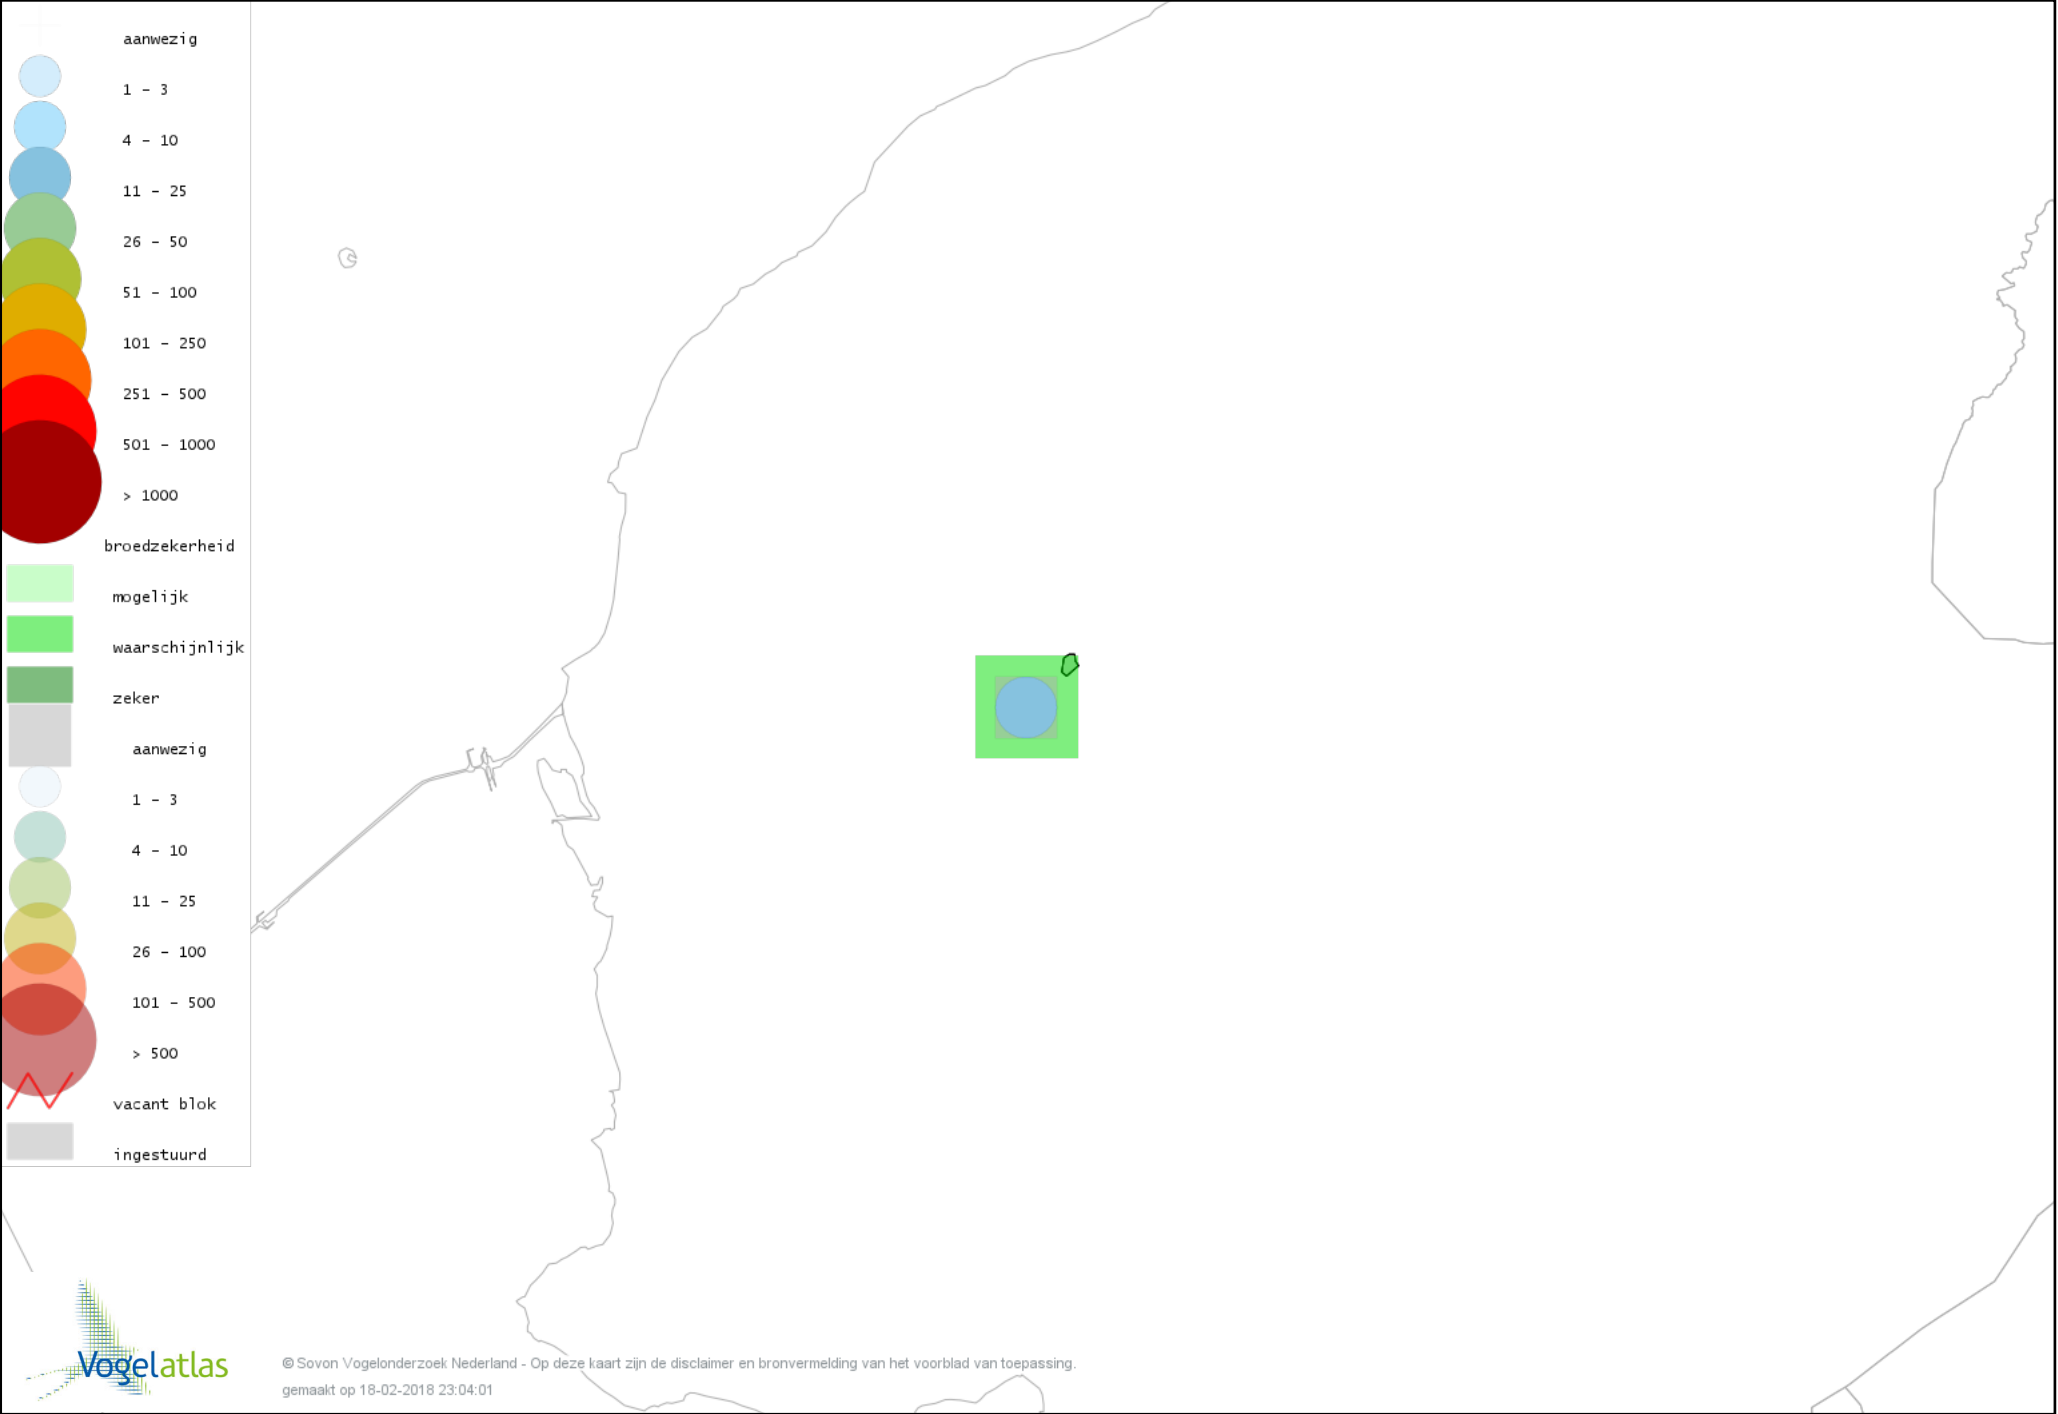 aanwezig
1 - 3
4 - 10
11 - 25
26 - 50
51 - 100
101 - 250
251 - 500
501 - 1000
> 1000
broedzekerheid
mogelijk
waarschijnlijk
zeker
aanwezig
1 - 3
4 - 10
11 - 25
26 - 100
101 - 500
> 500
vacant blok
ingestuurd
Vogelatlas
© Sovon Vogelonderzoek Nederland - Op deze kaart zijn de disclaimer en bronvermelding van het voorblad van toepassing.
gemaakt op 18-02-2018 23:04:01